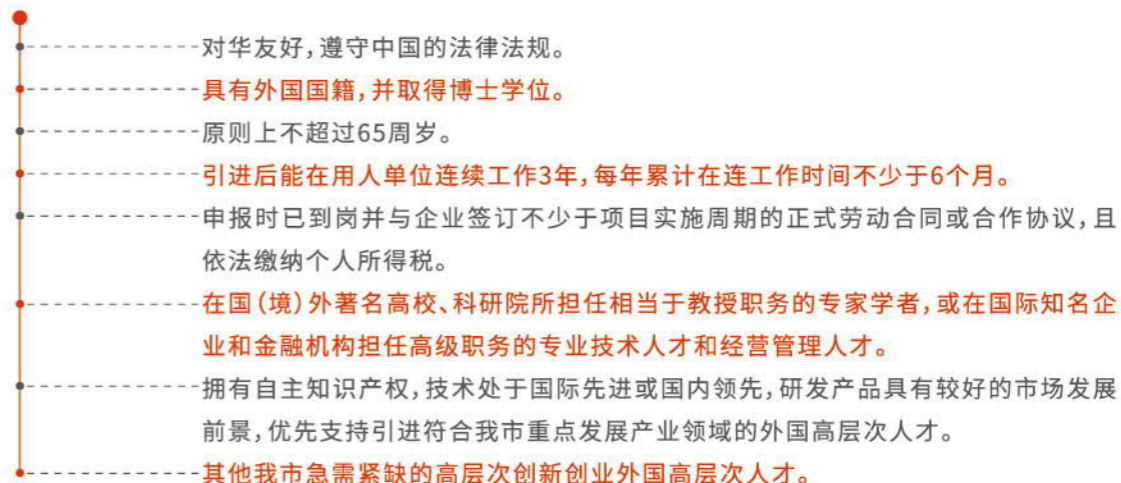 对华友好，遵守中国的法律法规。
具有外国国籍，并取得博士学位。
原则上不超过65周岁。
引进后能在用人单位连续工作3年，每年累计在连工作时间不少于6个月。
申报时已到岗并与企业签订不少于项目实施周期的正式劳动合同或合作协议，且
依法缴纳个人所得税。
在国（境）外著名高校、科研院所担任相当于教授职务的专家学者，或在国际知名企
业和金融机构担任高级职务的专业技术人才和经营管理人才。
拥有自主知识产权，技术处于国际先进或国内领先，研发产品具有较好的市场发展
前景，优先支持引进符合我市重点发展产业领域的外国高层次人才。
其他我市急需紧缺的高层次创新创业外国高层次人才。